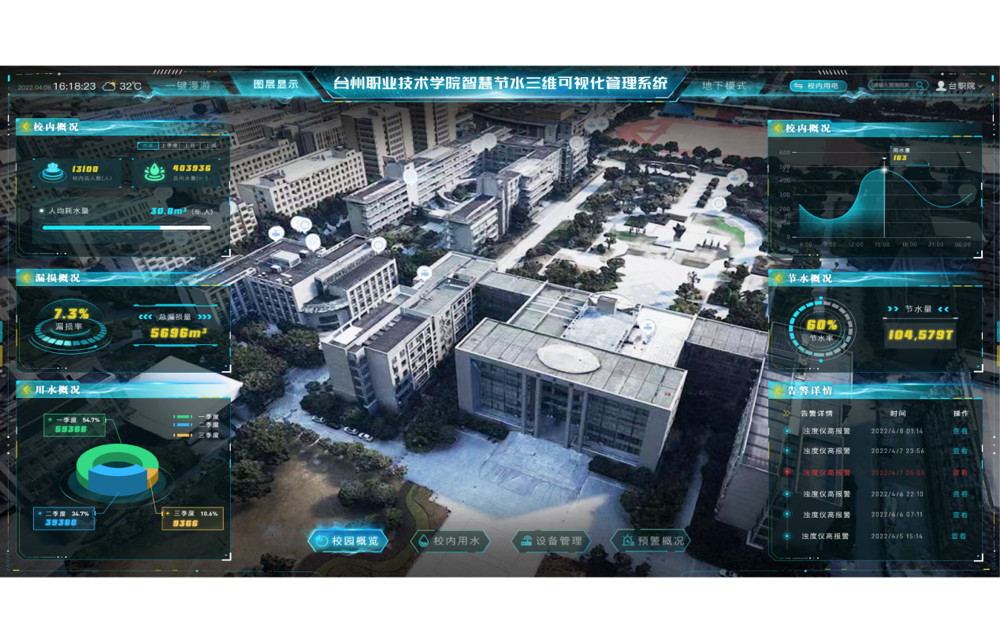 2022.04.08 16:18:23 32℃
一键漫游
图层显示
台州职业技术学院智慧节水三维可视化管理系统
地下模式
校内用电
请输入查询信息
台职院
校内概况
去年 上季度 上月 上周
13100
校内总人数(人)
403936
总用水量(m³)
人均耗水量 30.8m³ (年.人)
漏损概况
7.3%
漏损率
总漏损量
5696m³
用水概况
一季度 54.7%
59366
一季度
二季度
三季度
二季度 34.7%
39366
三季度 10.6%
9366
校园概览
校内用水
设备管理
预警概况
校内概况
用水量
163
600
500
400
300
200
100
0
6:00 9:00 12:00 15:00 18:00 21:00 00:00
节水概况
60%
节水率
节水量
104,579T
告警详情
告警详情 时间 操作
浊度仪高报警 2022/4/8 01:14 查看
浊度仪高报警 2022/4/7 23:56 查看
浊度仪高报警 2022/4/7 05:05 查看
浊度仪高报警 2022/4/6 22:10 查看
浊度仪高报警 2022/4/6 07:11 查看
浊度仪高报警 2022/4/5 15:14 查看